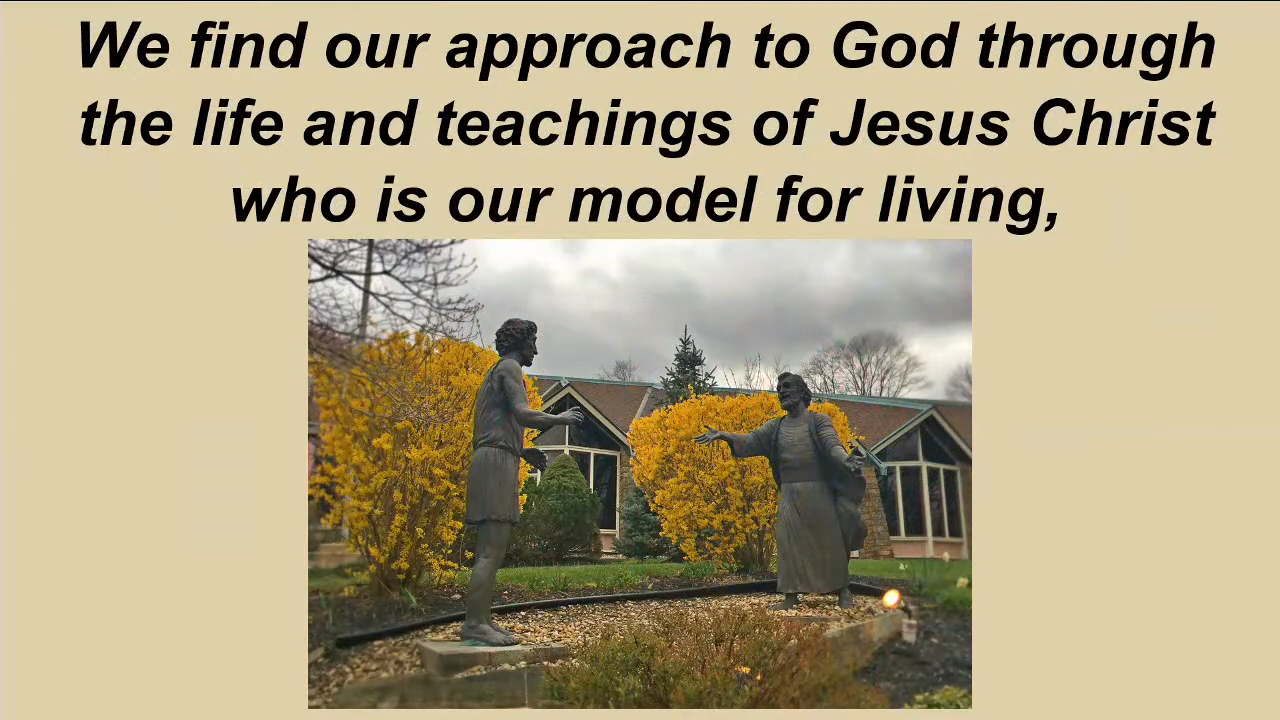 We find our approach to God through
the life and teachings of Jesus Christ
who is our model for living,